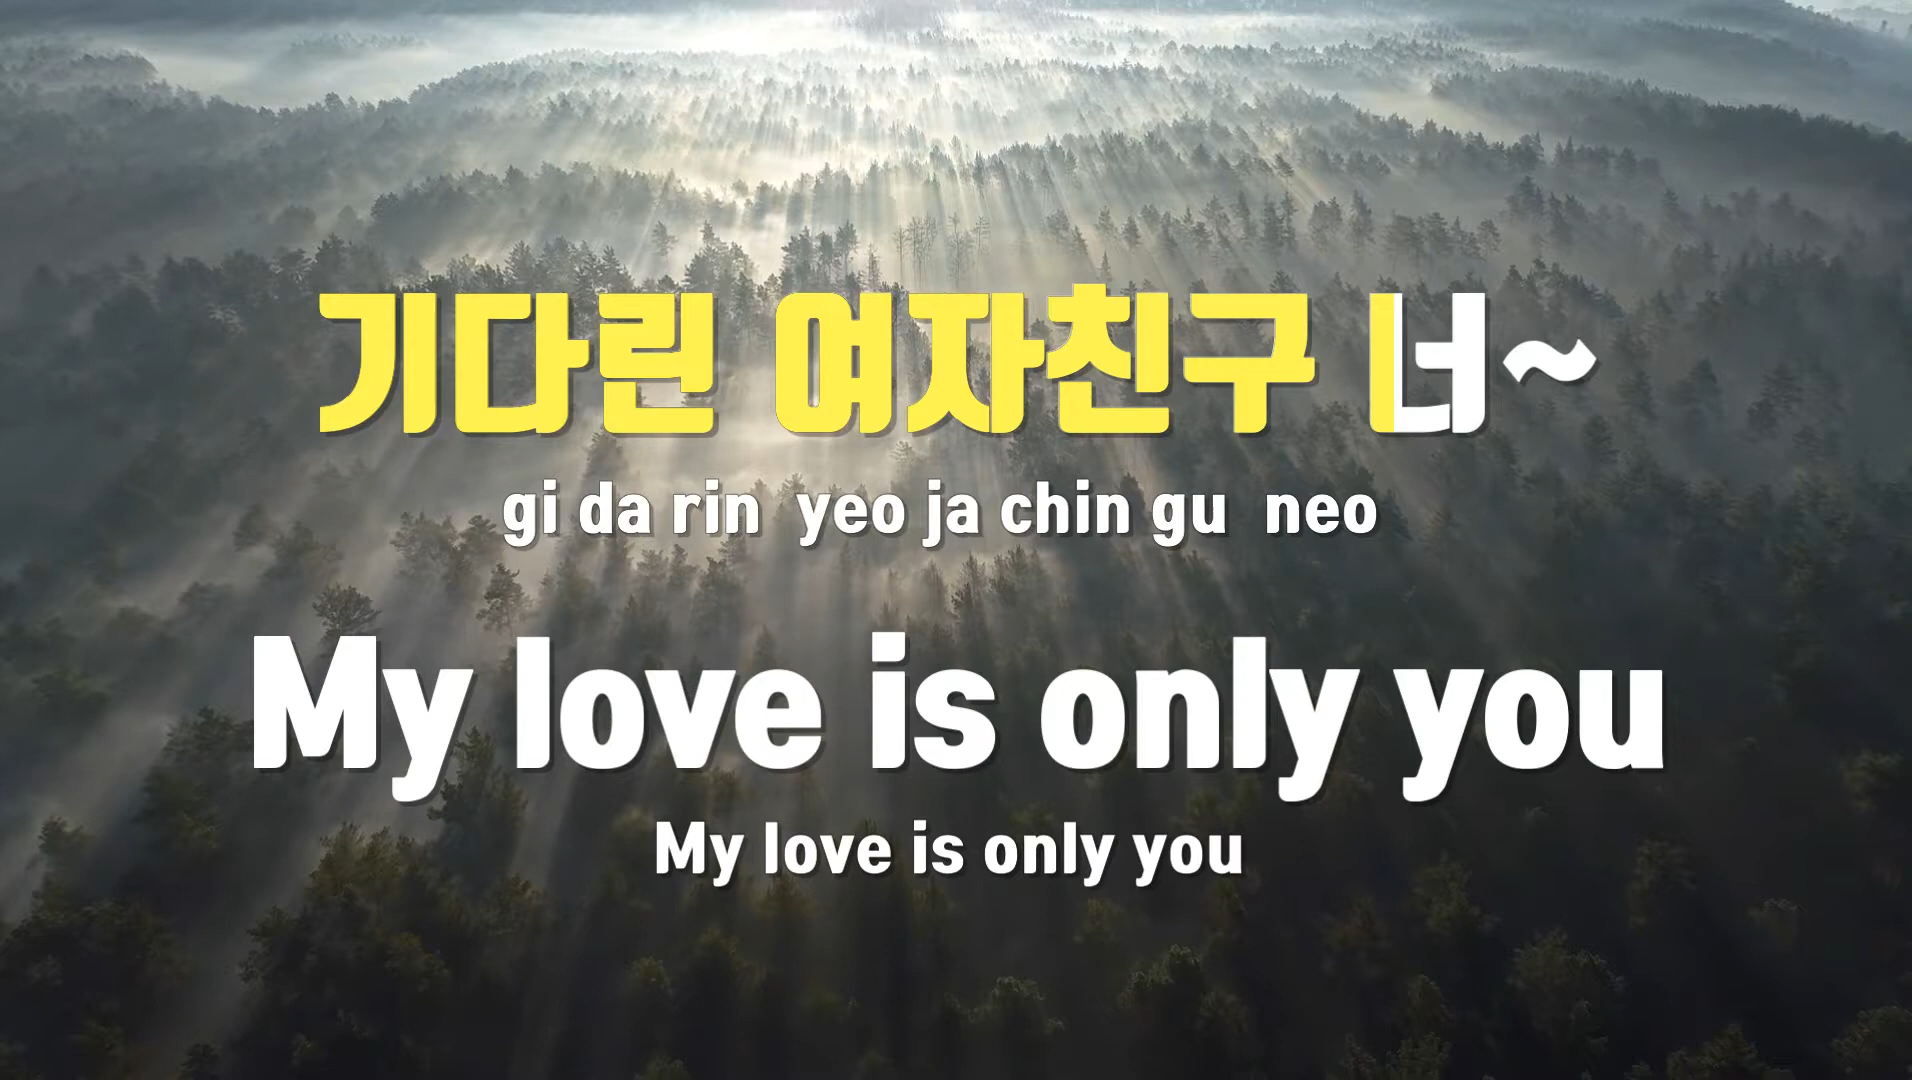 기다린 여자친구 너~
gi da rin yeo ja chin gu neo
My love is only you
My love is only you